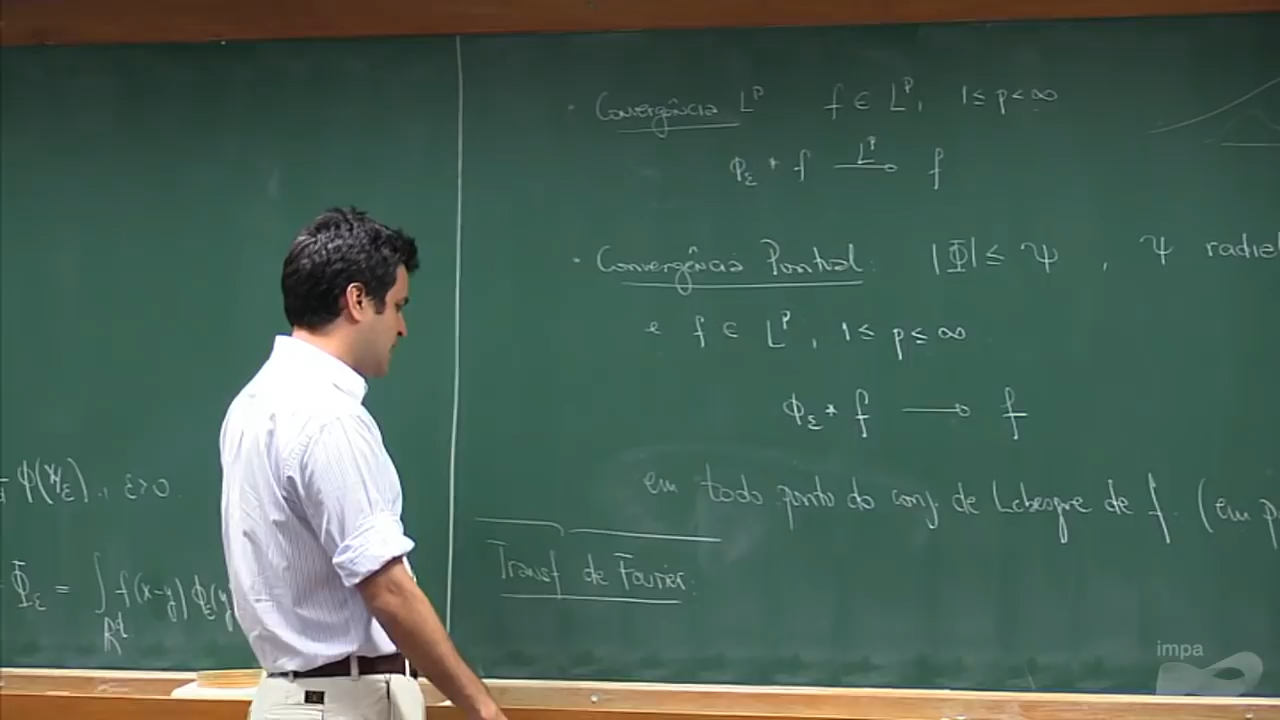 φ(x/ε), ε>0.
Φ_ε = ∫_{R^d} f(x-y) φ_ε(y
· Convergência L^p f ∈ L^p, 1 ≤ p < ∞
φ_ε * f →^{L^p} f
· Convergência Pontual: |Φ| ≤ Ψ , Ψ radial
e f ∈ L^p, 1 ≤ p ≤ ∞
φ_ε * f → f
em todo ponto do conj. de Lebesgue de f. (em p
Transf de Fourier:
impa